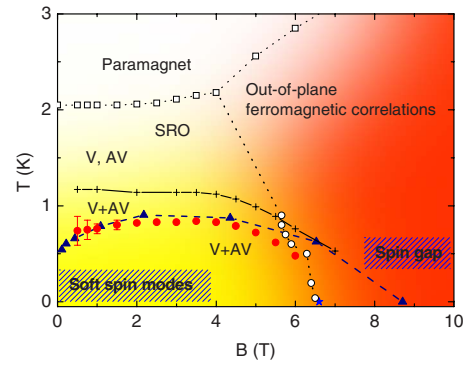 3
2
1
0
T (K)
Paramagnet
Out-of-plane
ferromagnetic correlations
SRO
V, AV
V+AV
V+AV
Soft spin modes
Spin gap
0 2 4 6 8 10
B (T)